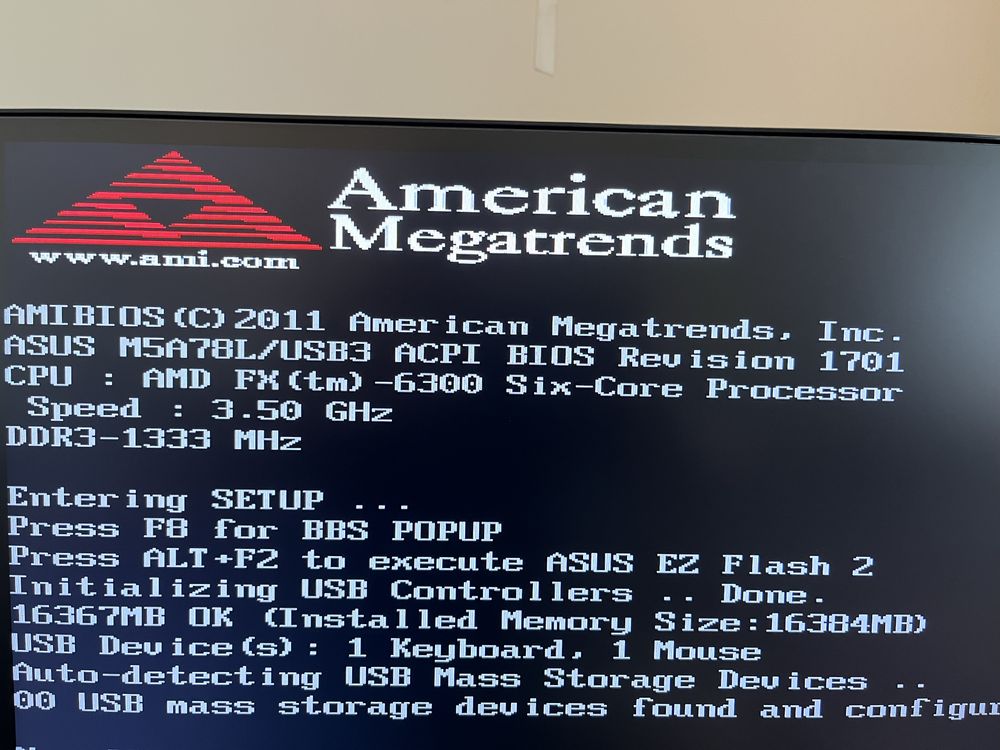 American
Megatrends
www.ami.com
AMIBIOS(C)2011 American Megatrends, Inc.
ASUS M5A78L/USB3 ACPI BIOS Revision 1701
CPU : AMD FX(tm)-6300 Six-Core Processor
Speed : 3.50 GHz
DDR3-1333 MHz
Entering SETUP ...
Press F8 for BBS POPUP
Press ALT+F2 to execute ASUS EZ Flash 2
Initializing USB Controllers .. Done.
16367MB OK (Installed Memory Size:16384MB)
USB Device(s): 1 Keyboard, 1 Mouse
Auto-detecting USB Mass Storage Devices ..
00 USB mass storage devices found and configur